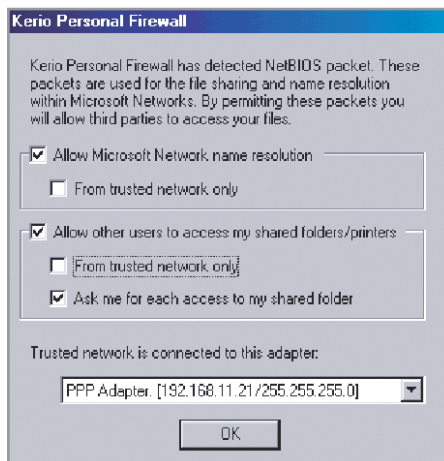 Kerio Personal Firewall
Kerio Personal Firewall has detected NetBIOS packet. These
packets are used for the file sharing and name resolution
within Microsoft Networks. By permitting these packets you
will allow third parties to access your files.
Allow Microsoft Network name resolution
From trusted network only
Allow other users to access my shared folders/printers
From trusted network only
Ask me for each access to my shared folder
Trusted network is connected to this adapter:
PPP Adapter. [192.168.11.21/255.255.255.0]
OK